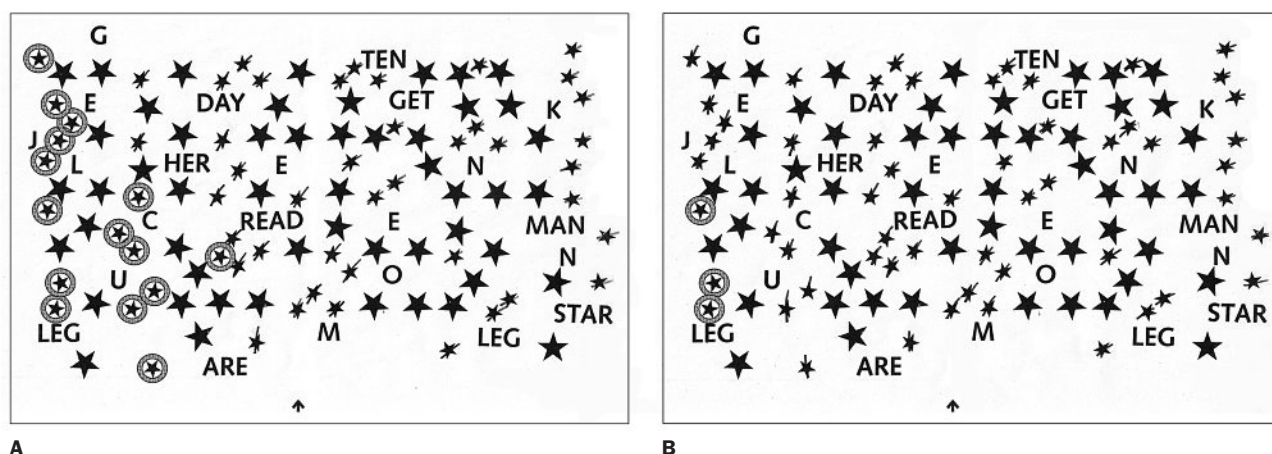 G
TEN
E DAY GET K
J
L HER E N
C READ E MAN
N
U O
STAR
LEG M LEG
ARE
A
G
TEN
E DAY GET K
J
L HER E N
C READ E MAN
N
U O
STAR
LEG M LEG
ARE
B